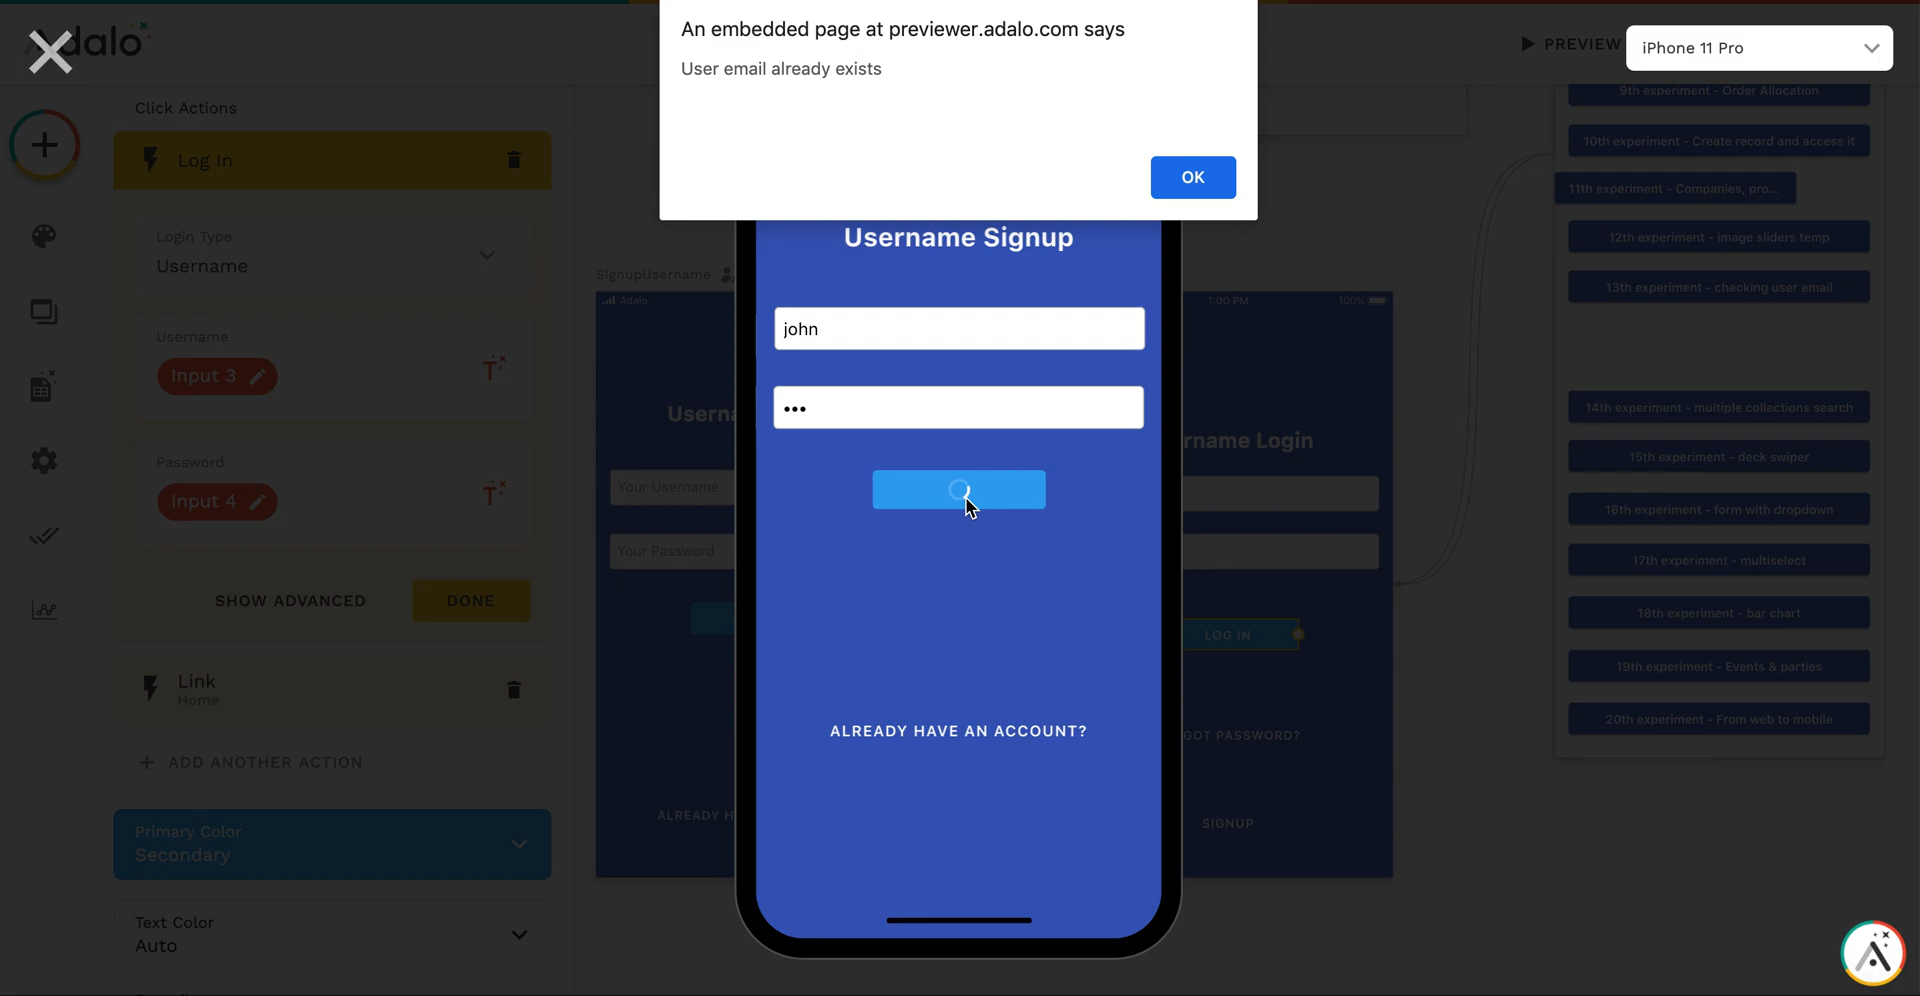 An embedded page at previewer.adalo.com says
User email already exists
OK
Adalo
PREVIEW
iPhone 11 Pro
Click Actions
Log In
Login Type
Username
Username
Input 3
Password
Input 4
SHOW ADVANCED
DONE
Link
Home
ADD ANOTHER ACTION
Primary Color
Secondary
Text Color
Auto
SignupUsername
Adalo
Your Username
Your Password
Username Signup
john
ALREADY HAVE AN ACCOUNT?
1:00 PM
100%
rname Login
LOG IN
GOT PASSWORD?
SIGNUP
ALREADY H
Userna
9th experiment - Order Allocation
10th experiment - Create record and access it
11th experiment - Companies, pro...
12th experiment - image sliders temp
13th experiment - checking user email
14th experiment - multiple collections search
15th experiment - deck swiper
16th experiment - form with dropdown
17th experiment - multiselect
18th experiment - bar chart
19th experiment - Events & parties
20th experiment - From web to mobile